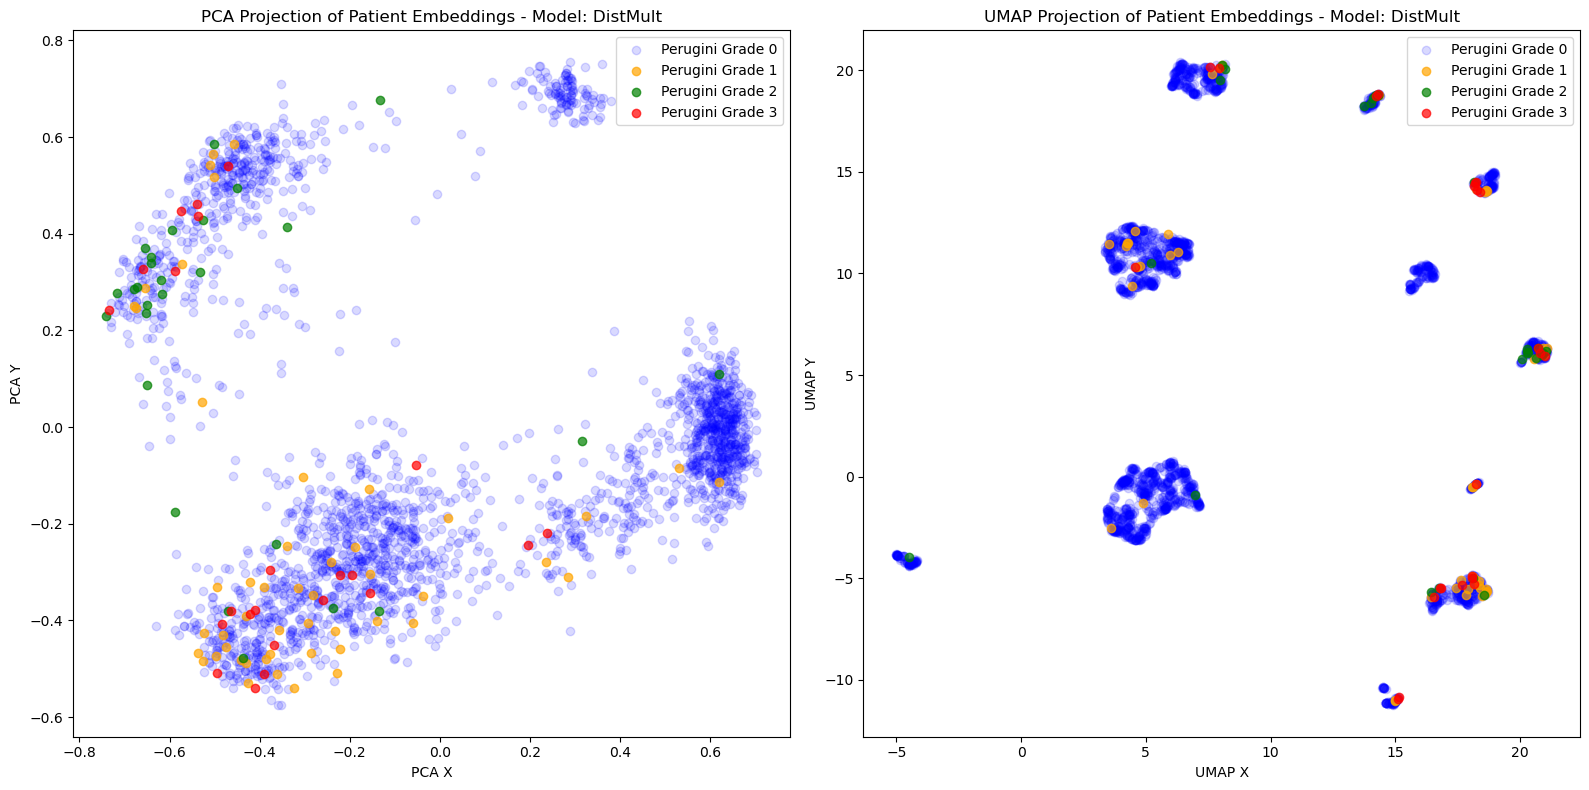 PCA Projection of Patient Embeddings - Model: DistMult
Perugini Grade 0
Perugini Grade 1
Perugini Grade 2
Perugini Grade 3
0.8
0.6
0.4
0.2
0.0
−0.2
−0.4
−0.6
PCA Y
−0.8
−0.6
−0.4
−0.2
0.0
0.2
0.4
0.6
PCA X
UMAP Projection of Patient Embeddings - Model: DistMult
Perugini Grade 0
Perugini Grade 1
Perugini Grade 2
Perugini Grade 3
20
15
10
5
0
−5
−10
UMAP Y
−5
0
5
10
15
20
UMAP X